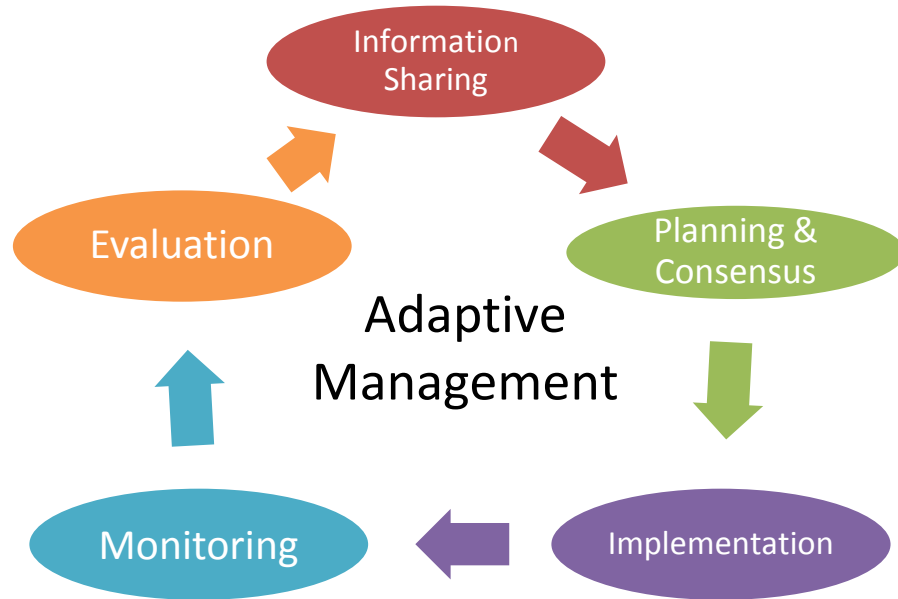 Information
Sharing
Planning &
Consensus
Implementation
Monitoring
Evaluation
Adaptive
Management